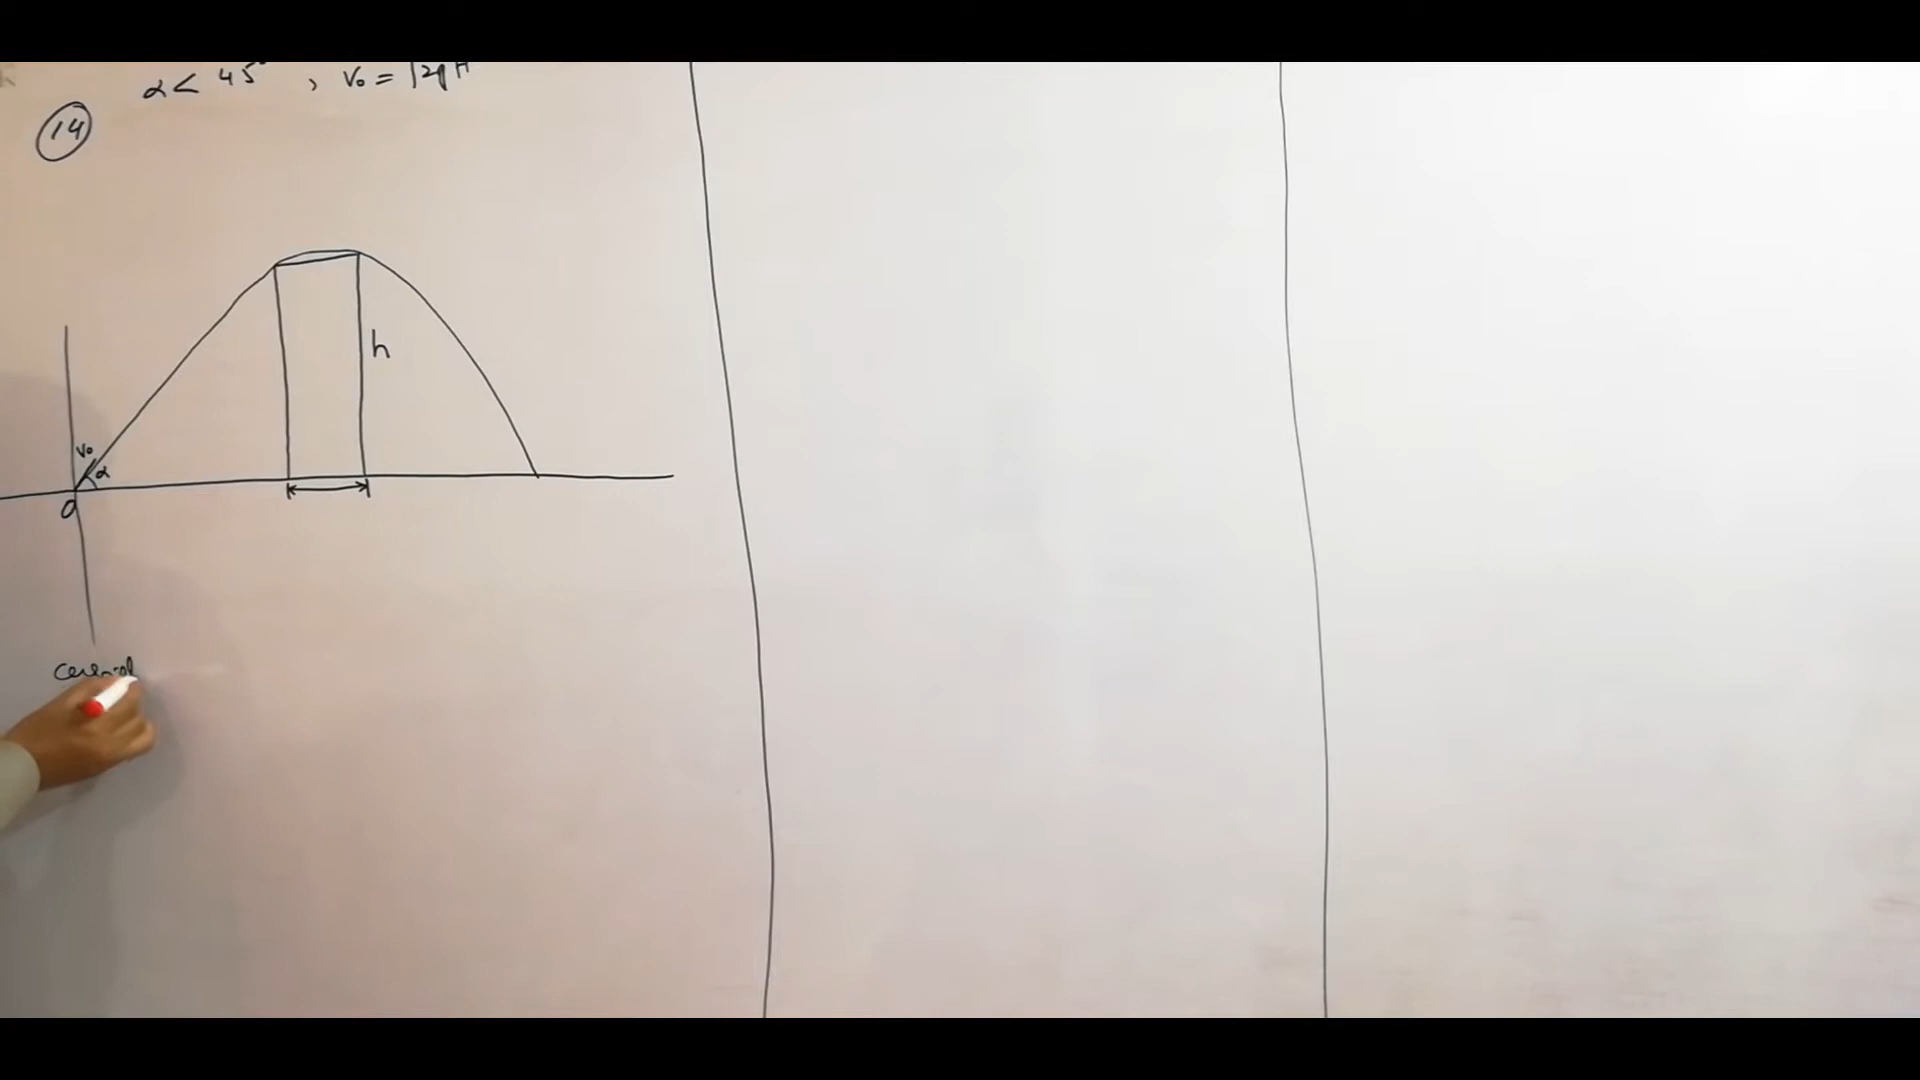 α < 45° , V₀ = √2gH
14
h
V₀
α
O